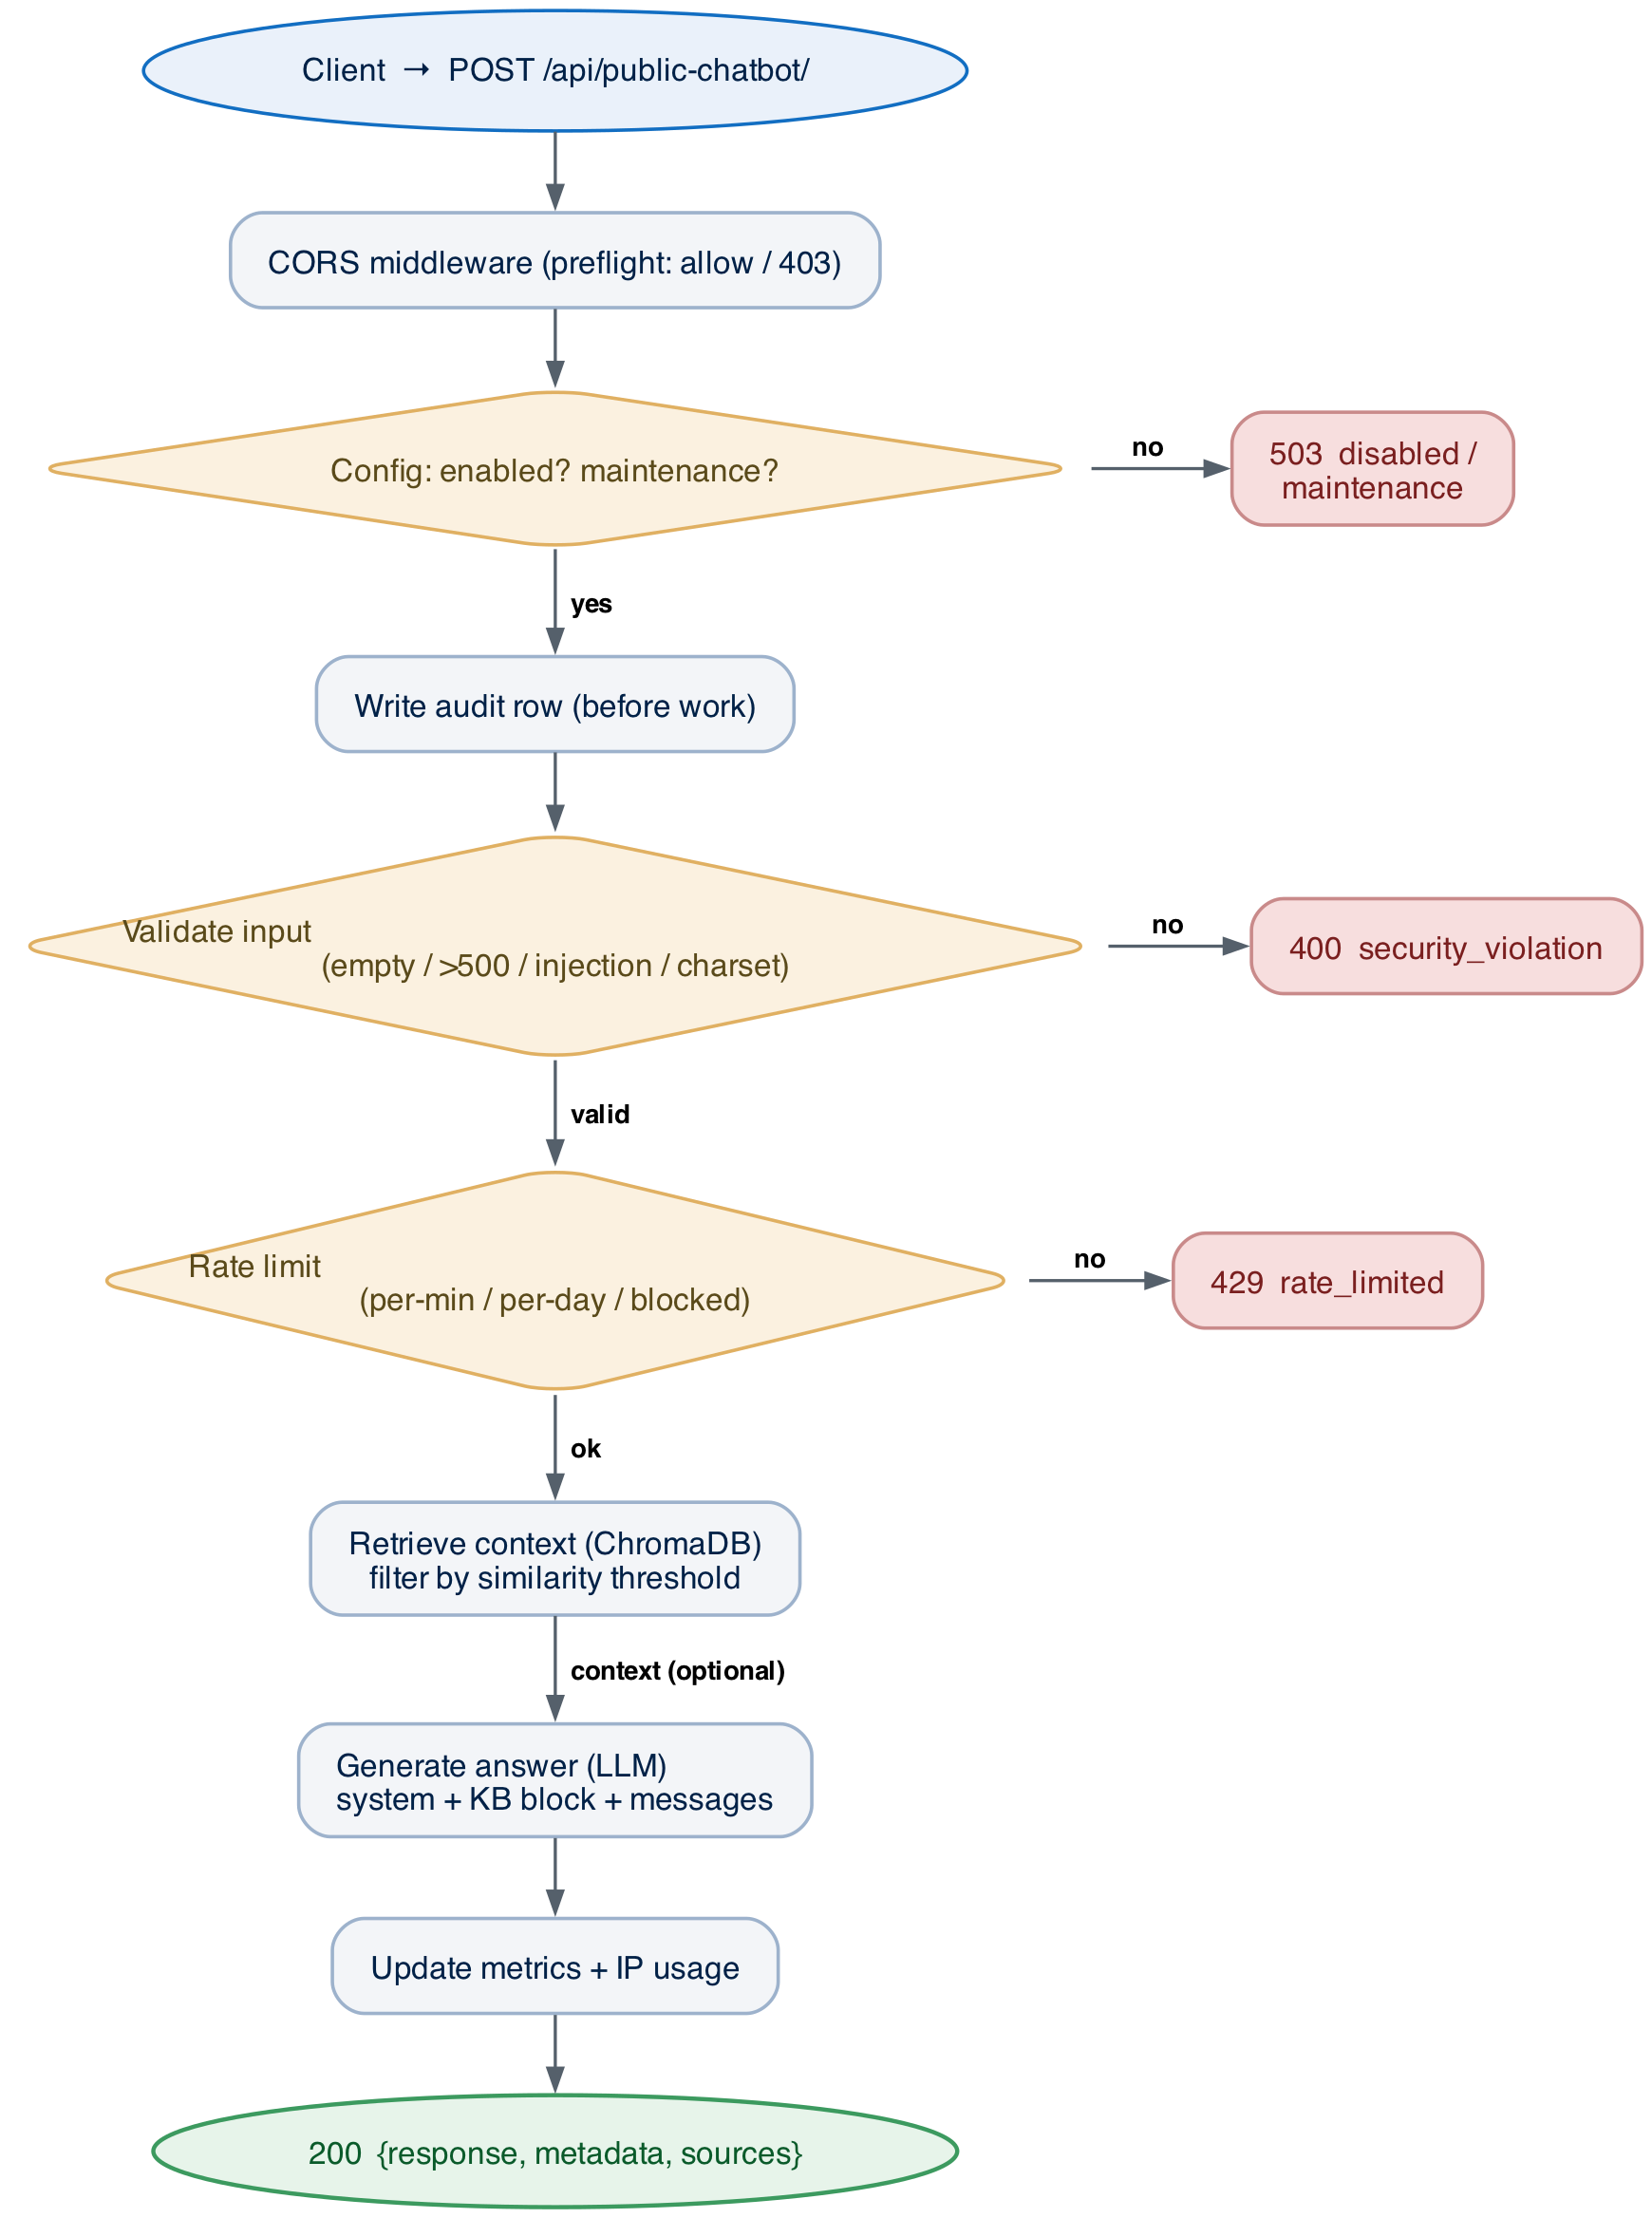 Client → POST /api/public-chatbot/
CORS middleware (preflight: allow / 403)
Config: enabled? maintenance?
no
503 disabled /
maintenance
yes
Write audit row (before work)
Validate input
(empty / >500 / injection / charset)
no
400 security_violation
valid
Rate limit
(per-min / per-day / blocked)
no
429 rate_limited
ok
Retrieve context (ChromaDB)
filter by similarity threshold
context (optional)
Generate answer (LLM)
system + KB block + messages
Update metrics + IP usage
200 {response, metadata, sources}